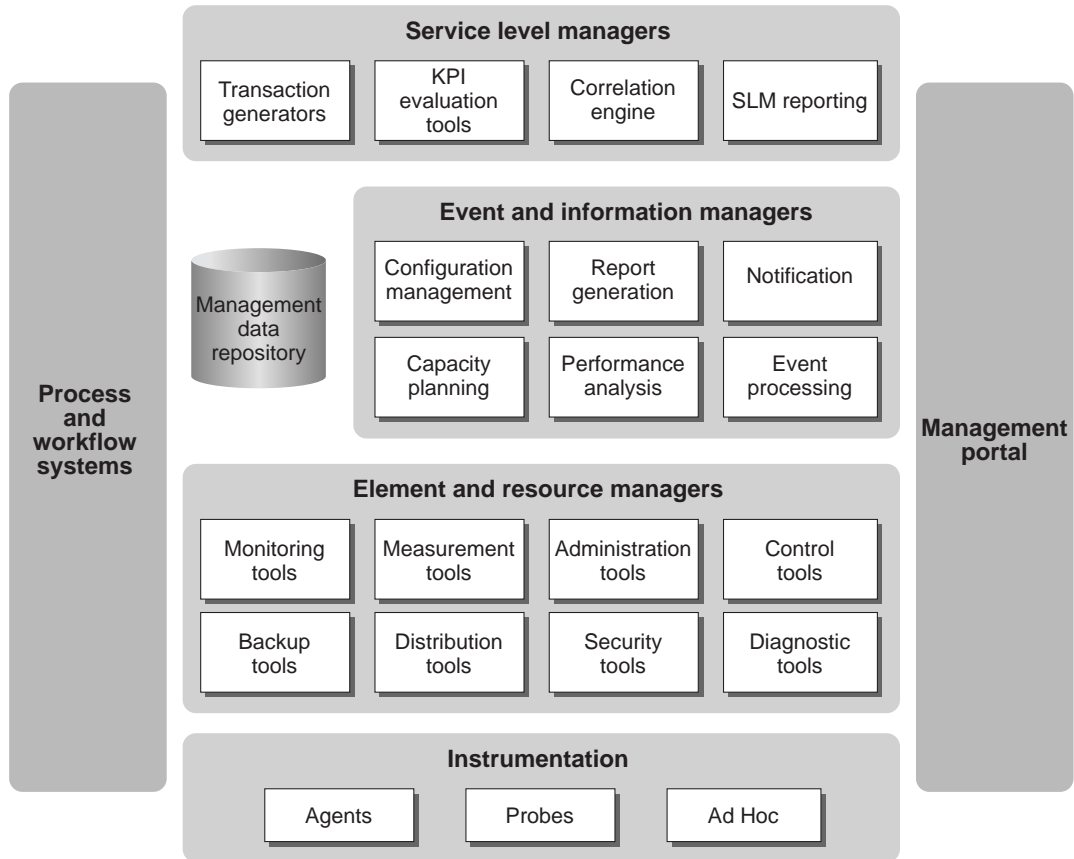 Service level managers
Transaction
generators
KPI
evaluation
tools
Correlation
engine
SLM reporting
Process
and
workflow
systems
Management
data
repository
Event and information managers
Configuration
management
Report
generation
Notification
Capacity
planning
Performance
analysis
Event
processing
Management
portal
Element and resource managers
Monitoring
tools
Measurement
tools
Administration
tools
Control
tools
Backup
tools
Distribution
tools
Security
tools
Diagnostic
tools
Instrumentation
Agents
Probes
Ad Hoc